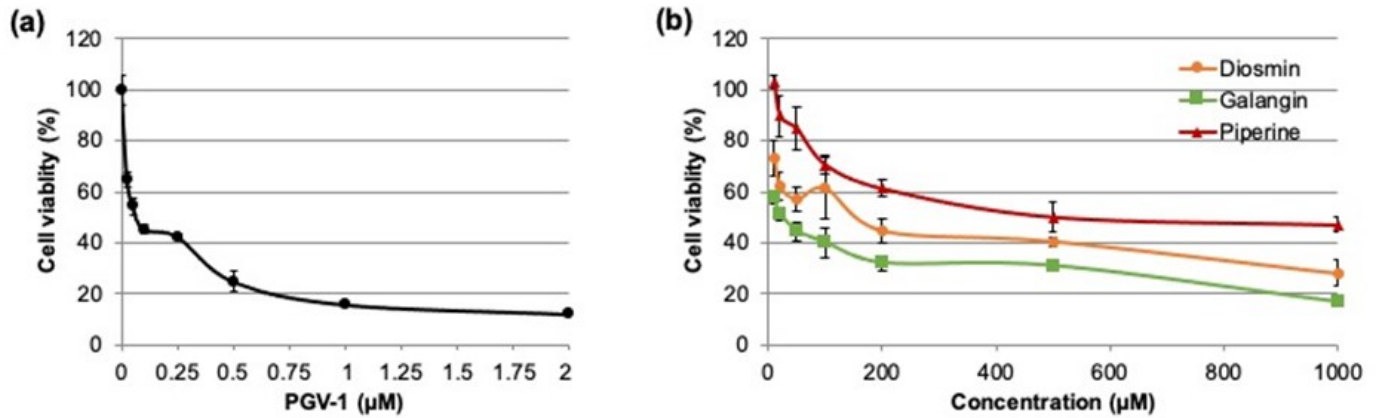 (a)
120
100
80
60
40
20
0
Cell viablity (%)
0 0.25 0.5 0.75 1 1.25 1.5 1.75 2
PGV-1 (µM)
(b)
120
100
80
60
40
20
0
Cell viablity (%)
Diosmin
Galangin
Piperine
0 200 400 600 800 1000
Concentration (µM)